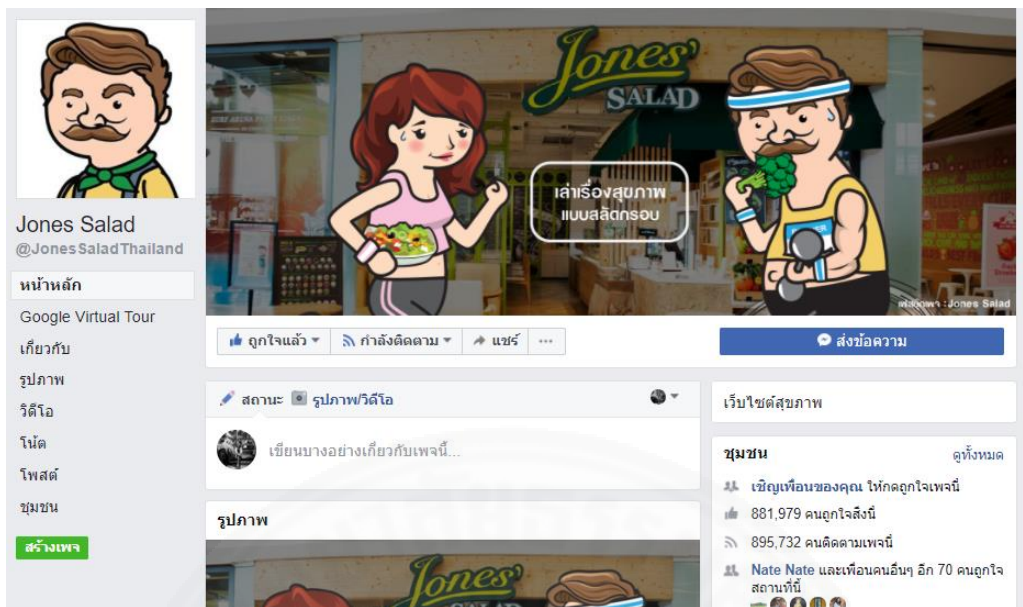 Jones'
SALAD
เล่าเรื่องสุขภาพ
แบบสลัดกรอบ
เฟสบุ๊คเพจ : Jones Salad
Jones Salad
@JonesSaladThailand
หน้าหลัก
Google Virtual Tour
เกี่ยวกับ
รูปภาพ
วิดีโอ
โน้ต
โพสต์
ชุมชน
สร้างเพจ
ถูกใจแล้ว
กำลังติดตาม
แชร์
ส่งข้อความ
สถานะ รูปภาพ/วิดีโอ
เขียนบางอย่างเกี่ยวกับเพจนี้...
รูปภาพ
Jones'
เว็บไซต์สุขภาพ
ชุมชน ดูทั้งหมด
เชิญเพื่อนของคุณ ให้กดถูกใจเพจนี้
881,979 คนถูกใจสิ่งนี้
895,732 คนติดตามเพจนี้
Nate Nate และเพื่อนคนอื่นๆ อีก 70 คนถูกใจ
สถานที่นี้